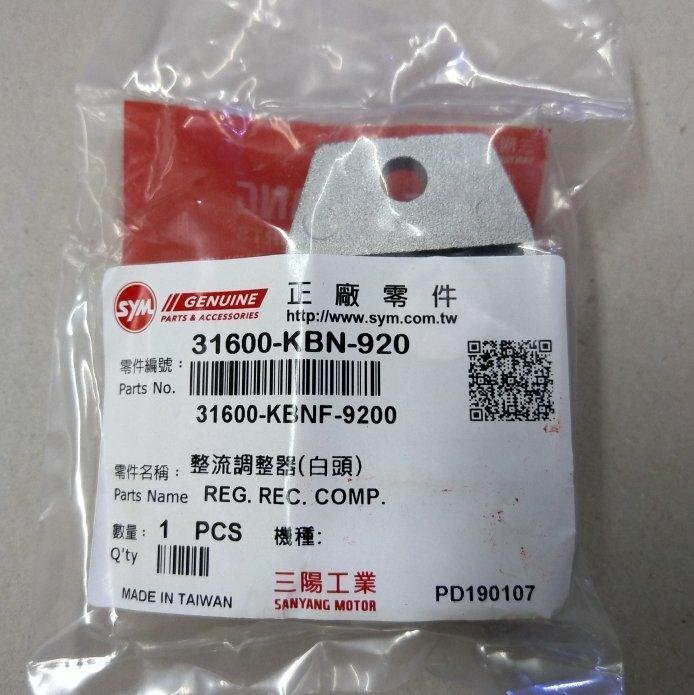 三陽
SANYANG
SYM
GENUINE
PARTS & ACCESSORIES
正廠零件
http://www.sym.com.tw
零件編號：
Parts No.
31600-KBN-920
31600-KBNF-9200
零件名稱：
Parts Name
整流調整器(白頭)
REG. REC. COMP.
數量：
Q'ty
1 PCS
機種:
MADE IN TAIWAN
三陽工業
SANYANG MOTOR
PD190107